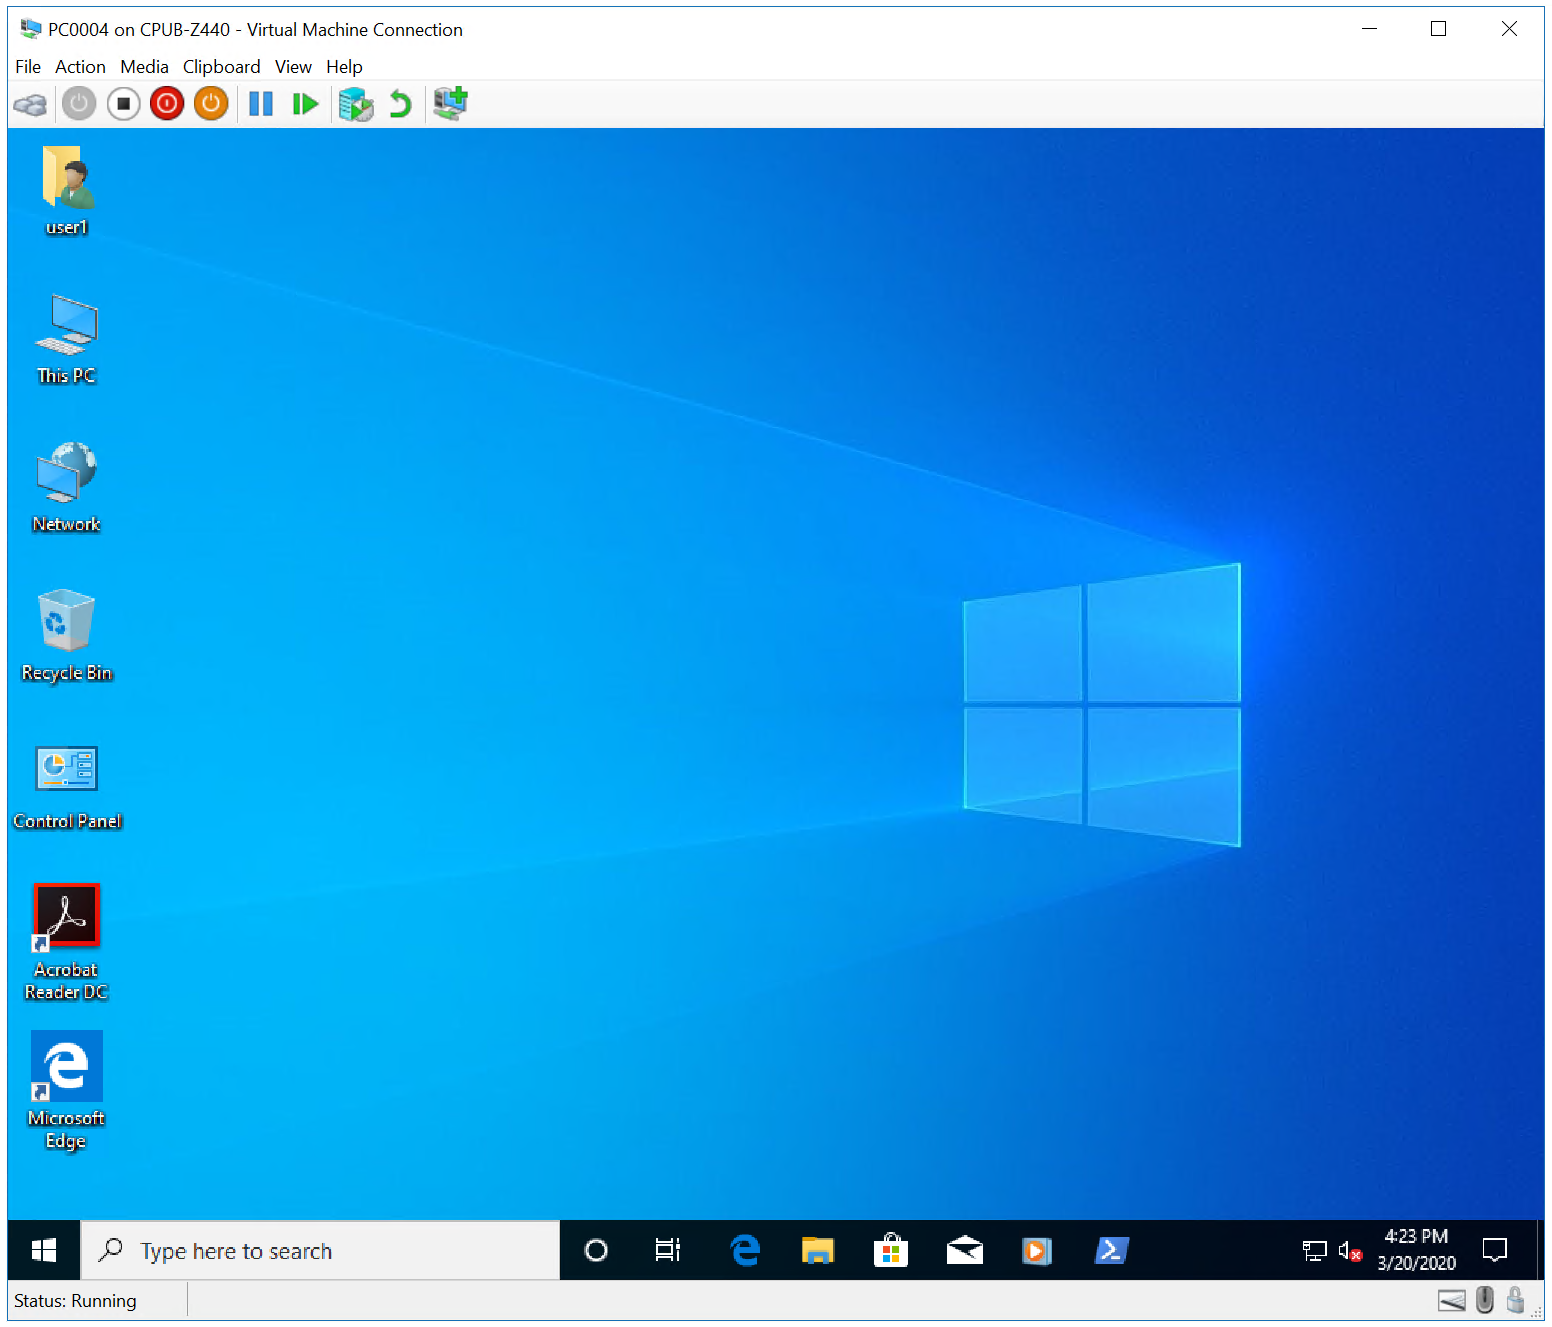 PC0004 on CPUB-Z440 - Virtual Machine Connection
File Action Media Clipboard View Help
user1
This PC
Network
Recycle Bin
Control Panel
Acrobat
Reader DC
Microsoft
Edge
Type here to search
4:23 PM
3/20/2020
Status: Running